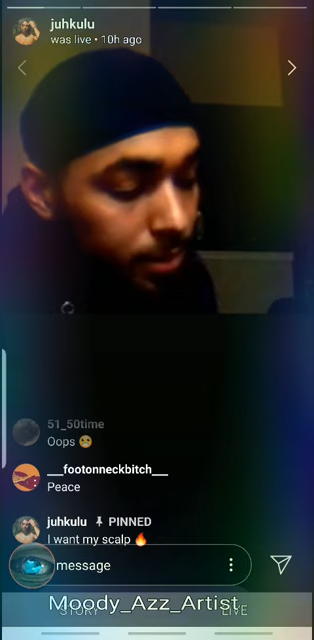 juhkulu
was live • 10h ago
51_50time
Oops 😬
___footonneckbitch___
Peace
juhkulu PINNED
I want my scalp 🔥
message
Moody_Azz_Artist
STORY LIVE